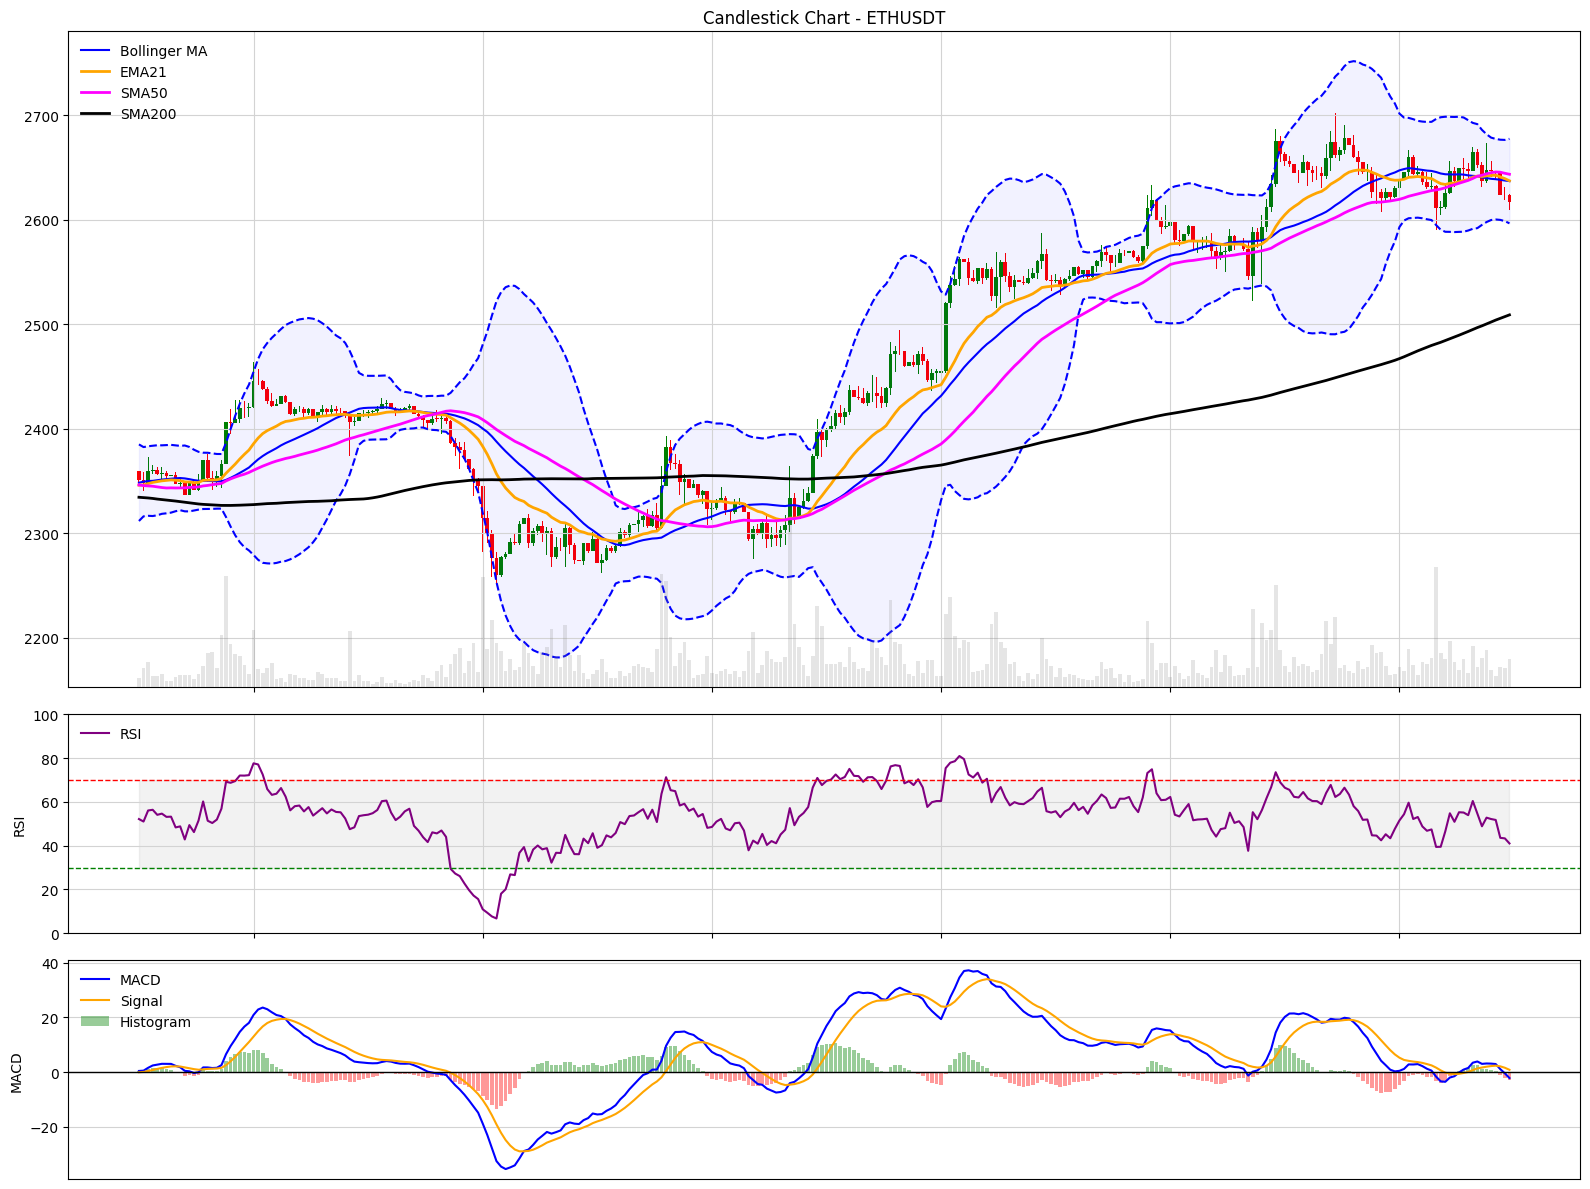 Candlestick Chart - ETHUSDT
Bollinger MA
EMA21
SMA50
SMA200
2700
2600
2500
2400
2300
2200
RSI
100
80
60
40
20
0
RSI
MACD
Signal
Histogram
40
20
0
−20
MACD